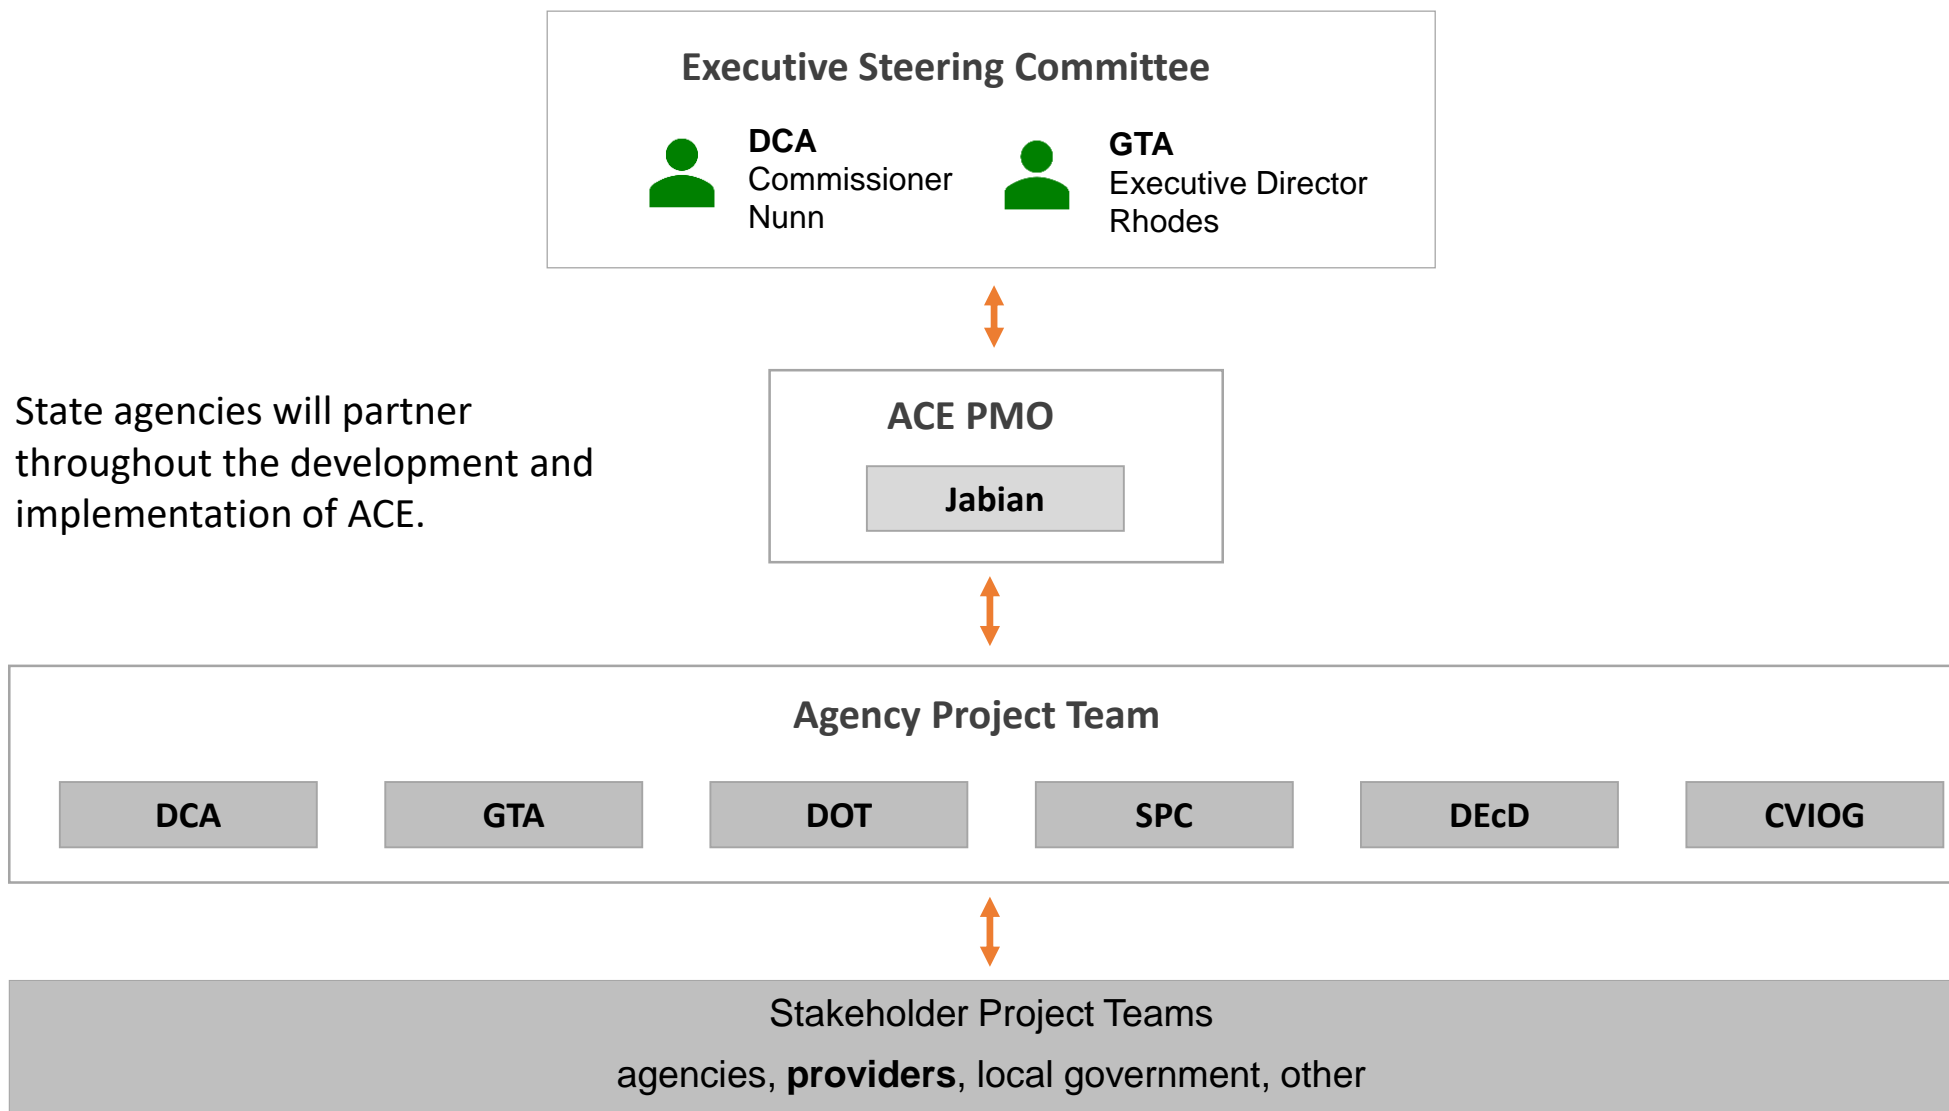 Executive Steering Committee
DCA
Commissioner
Nunn
GTA
Executive Director
Rhodes
State agencies will partner
throughout the development and
implementation of ACE.
ACE PMO
Jabian
Agency Project Team
DCA
GTA
DOT
SPC
DEcD
CVIOG
Stakeholder Project Teams
agencies, providers, local government, other